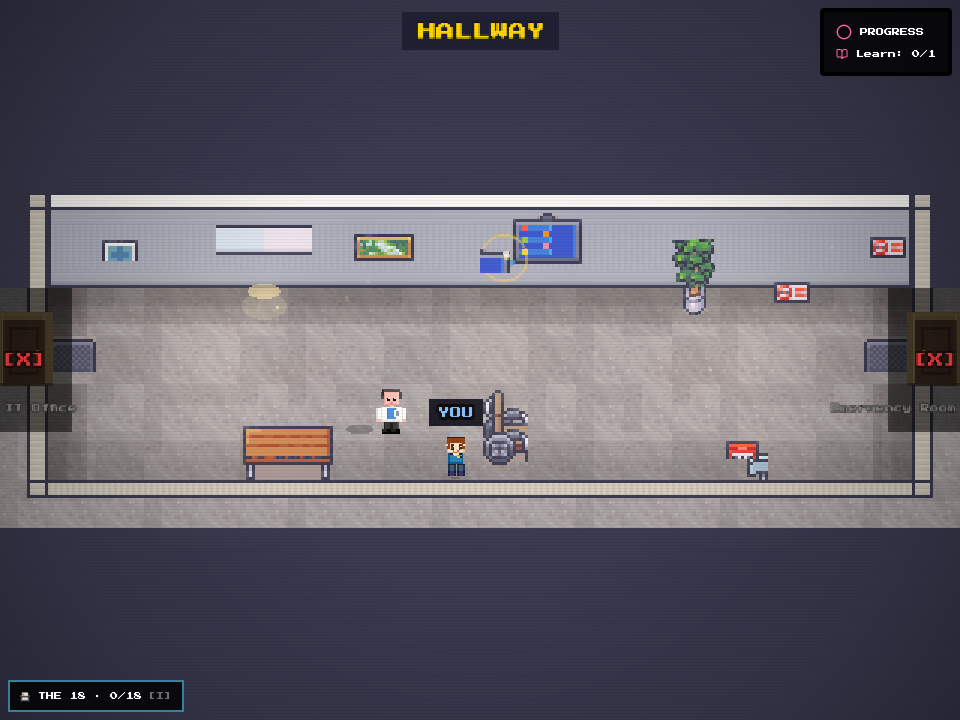 HALLWAY
PROGRESS
Learn: 0/1
[X]
[X]
IT Office
Emergency Room
YOU
THE 18 · 0/18 [I]